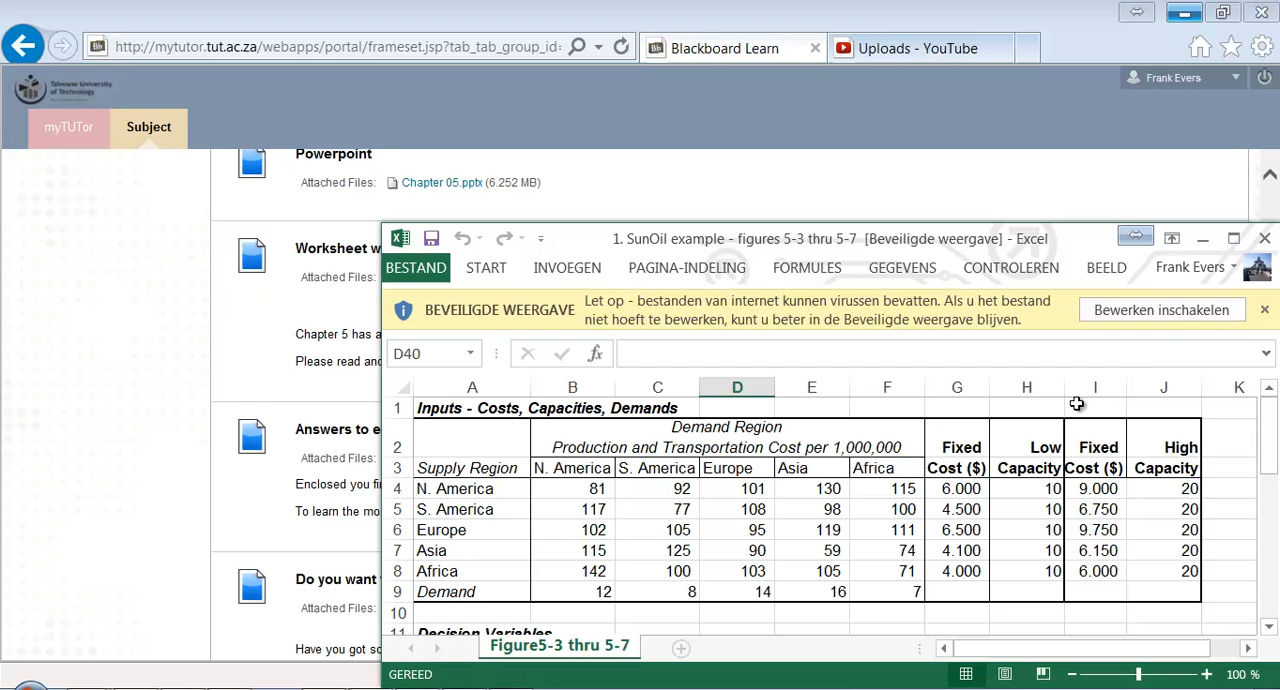 http://mytutor.tut.ac.za/webapps/portal/frameset.jsp?tab_tab_group_id=
Blackboard Learn
Uploads - YouTube
Tshwane University
of Technology
Frank Evers
myTUTor
Subject
Powerpoint
Attached Files: Chapter 05.pptx (6.252 MB)
Worksheet w
Attached Files:
Chapter 5 has a
Please read and
Answers to e
Attached Files:
Enclosed you fi
To learn the mo
Do you want
Attached Files:
Have you got so
1. SunOil example - figures 5-3 thru 5-7 [Beveiligde weergave] - Excel
BESTAND START INVOEGEN PAGINA-INDELING FORMULES GEGEVENS CONTROLEREN BEELD Frank Evers
BEVEILIGDE WEERGAVE
Let op - bestanden van internet kunnen virussen bevatten. Als u het bestand
niet hoeft te bewerken, kunt u beter in de Beveiligde weergave blijven.
Bewerken inschakelen
D40 fx
A B C D E F G H I J K
1 Inputs - Costs, Capacities, Demands
Demand Region
2 Production and Transportation Cost per 1,000,000 Fixed Low Fixed High
3 Supply Region N. America S. America Europe Asia Africa Cost ($) Capacity Cost ($) Capacity
4 N. America 81 92 101 130 115 6.000 10 9.000 20
5 S. America 117 77 108 98 100 4.500 10 6.750 20
6 Europe 102 105 95 119 111 6.500 10 9.750 20
7 Asia 115 125 90 59 74 4.100 10 6.150 20
8 Africa 142 100 103 105 71 4.000 10 6.000 20
9 Demand 12 8 14 16 7
10
11 Decision Variables
Figure5-3 thru 5-7
GEREED 100 %